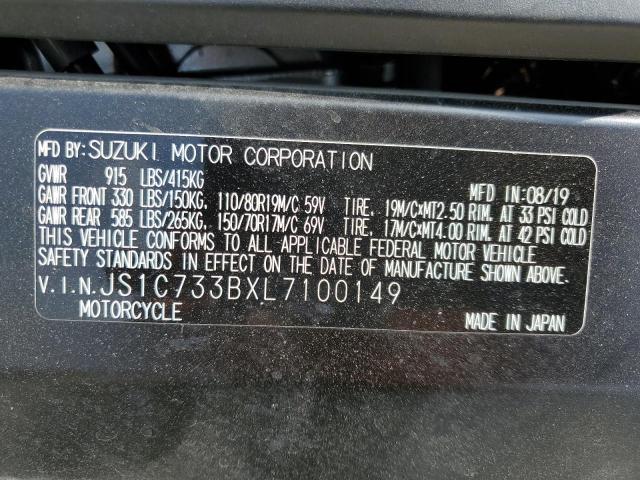 MFD BY: SUZUKI MOTOR CORPORATION
GVWR 915 LBS/415KG MFD IN: 08/19
GAWR FRONT 330 LBS/150KG, 110/80R19M/C 59V TIRE, 19M/C×MT2.50 RIM, AT 33 PSI COLD
GAWR REAR 585 LBS/265KG, 150/70R17M/C 69V TIRE, 17M/C×MT4.00 RIM, AT 42 PSI COLD
THIS VEHICLE CONFORMS TO ALL APPLICABLE FEDERAL MOTOR VEHICLE
SAFETY STANDARDS IN EFFECT ON THE DATE OF MANUFACTURE SHOWN ABOVE.
V.I.N. JS1C733BXL7100149
MOTORCYCLE MADE IN JAPAN